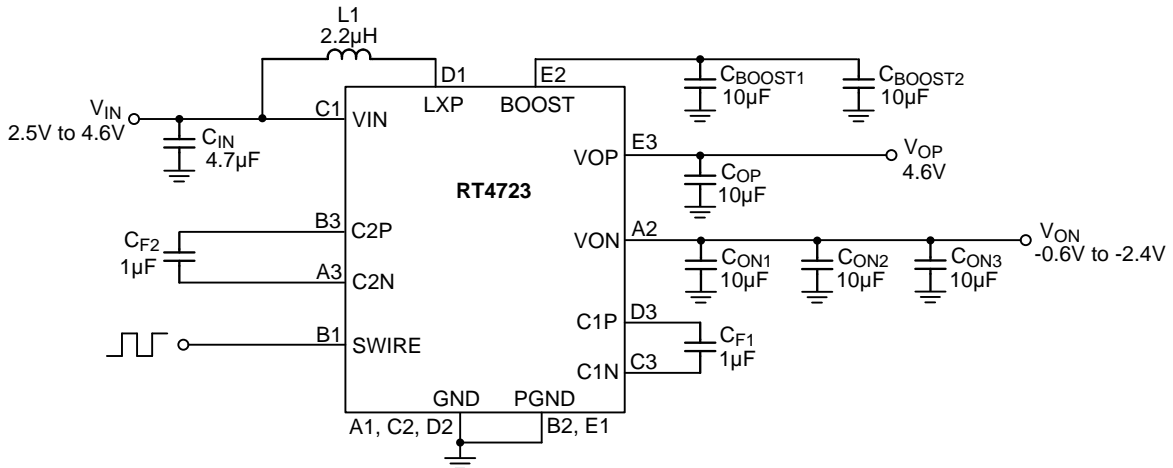 L1
2.2µH
D1
E2
CBOOST1
10µF
CBOOST2
10µF
LXP
BOOST
VIN
2.5V to 4.6V
C1
VIN
CIN
4.7µF
E3
VOP
VOP
4.6V
COP
10µF
RT4723
B3
C2P
CF2
1µF
A3
C2N
A2
VON
VON
-0.6V to -2.4V
CON1
10µF
CON2
10µF
CON3
10µF
D3
C1P
CF1
1µF
C3
C1N
B1
SWIRE
GND
PGND
A1, C2, D2
B2, E1